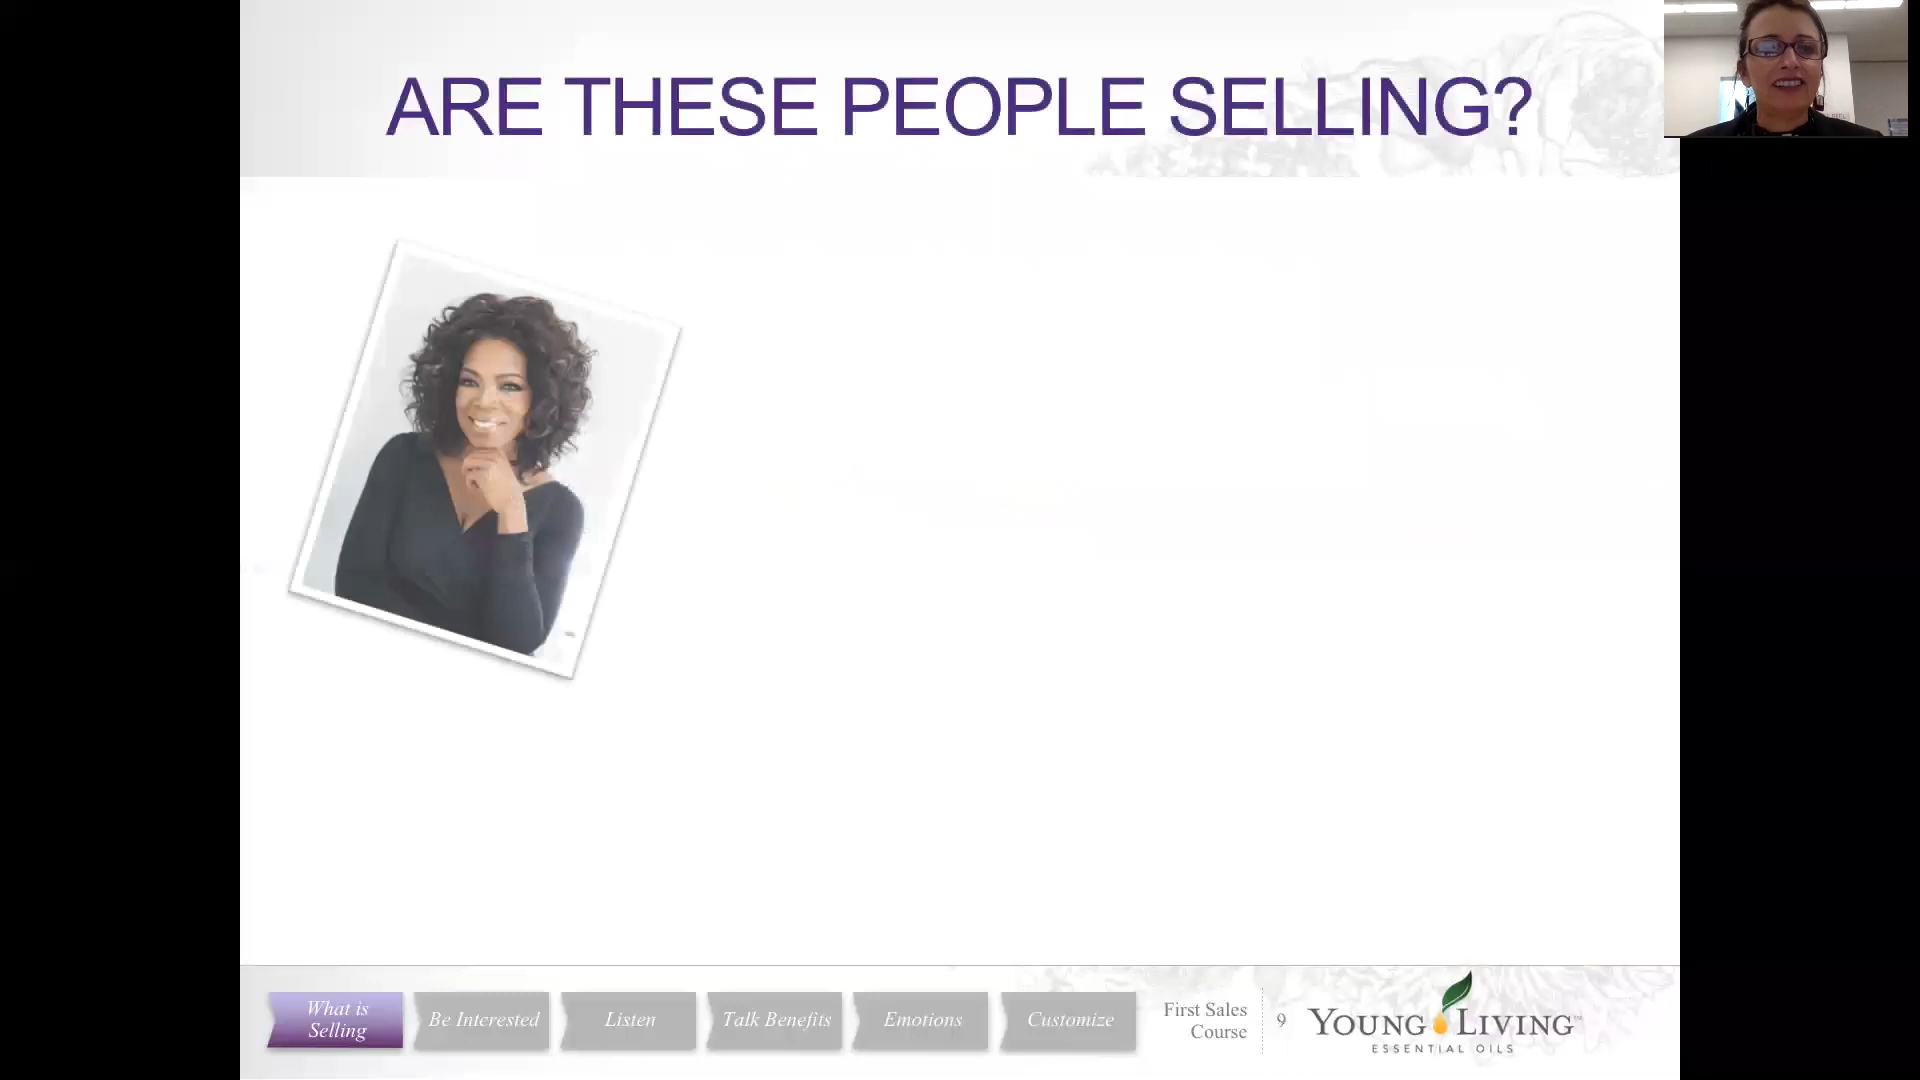 ARE THESE PEOPLE SELLING?
What is
Selling
Be Interested
Listen
Talk Benefits
Emotions
Customize
First Sales
Course
9
YOUNG LIVING™
ESSENTIAL OILS